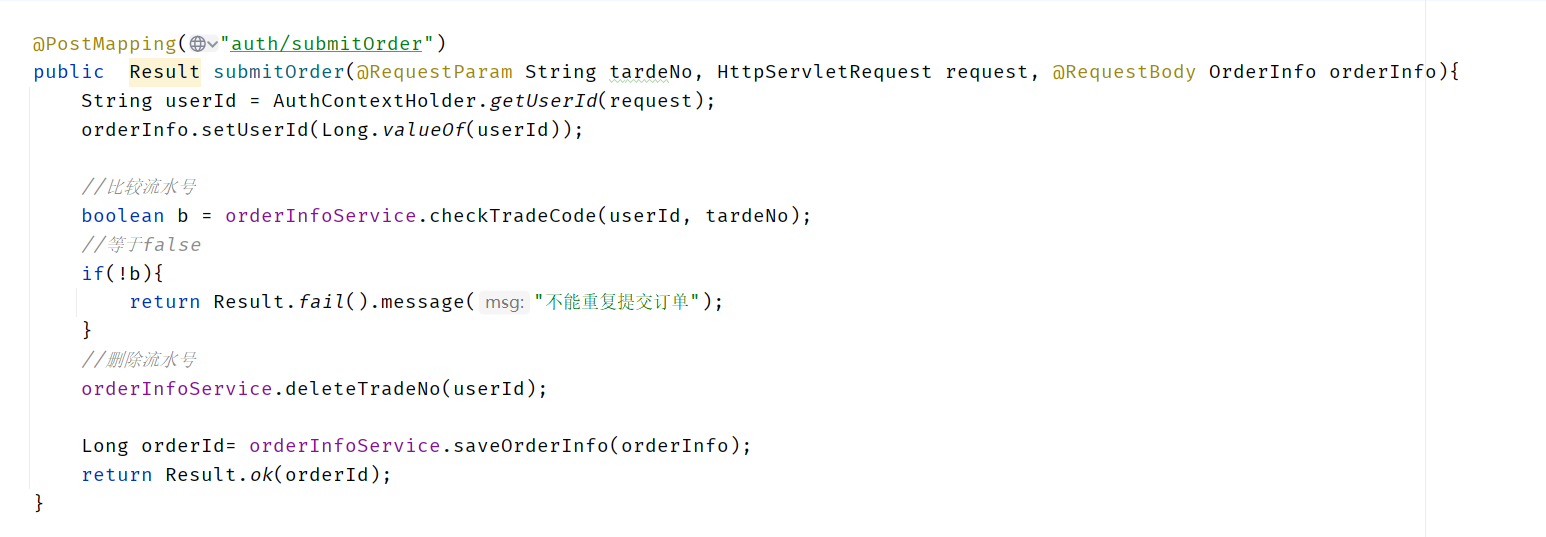 @PostMapping("auth/submitOrder")
public  Result submitOrder(@RequestParam String tardeNo, HttpServletRequest request, @RequestBody OrderInfo orderInfo){
    String userId = AuthContextHolder.getUserId(request);
    orderInfo.setUserId(Long.valueOf(userId));

    //比较流水号
    boolean b = orderInfoService.checkTradeCode(userId, tardeNo);
    //等于false
    if(!b){
        return Result.fail().message( msg: "不能重复提交订单");
    }
    //删除流水号
    orderInfoService.deleteTradeNo(userId);

    Long orderId= orderInfoService.saveOrderInfo(orderInfo);
    return Result.ok(orderId);
}